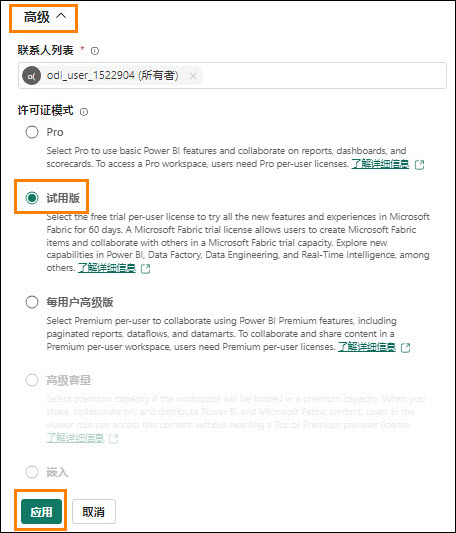 高级
联系人列表 *
o( odl_user_1522904 (所有者)
许可证模式
Pro
Select Pro to use basic Power BI features and collaborate on reports, dashboards, and
scorecards. To access a Pro workspace, users need Pro per-user licenses. 了解详细信息
试用版
Select the free trial per-user license to try all the new features and experiences in Microsoft
Fabric for 60 days. A Microsoft Fabric trial license allows users to create Microsoft Fabric
items and collaborate with others in a Microsoft Fabric trial capacity. Explore new
capabilities in Power BI, Data Factory, Data Engineering, and Real-Time Intelligence, among
others. 了解详细信息
每用户高级版
Select Premium per-user to collaborate using Power BI Premium features, including
paginated reports, dataflows, and datamarts. To collaborate and share content in a
Premium per-user workspace, users need Premium per-user licenses. 了解详细信息
高级容量
Select premium capacity if the workspace will be hosted in a premium capacity. When you
share, collaborate on, and distribute Power BI and Microsoft Fabric content, users in the
viewer role can access this content without needing a Pro or Premium per-user license.
了解详细信息
嵌入
应用 取消